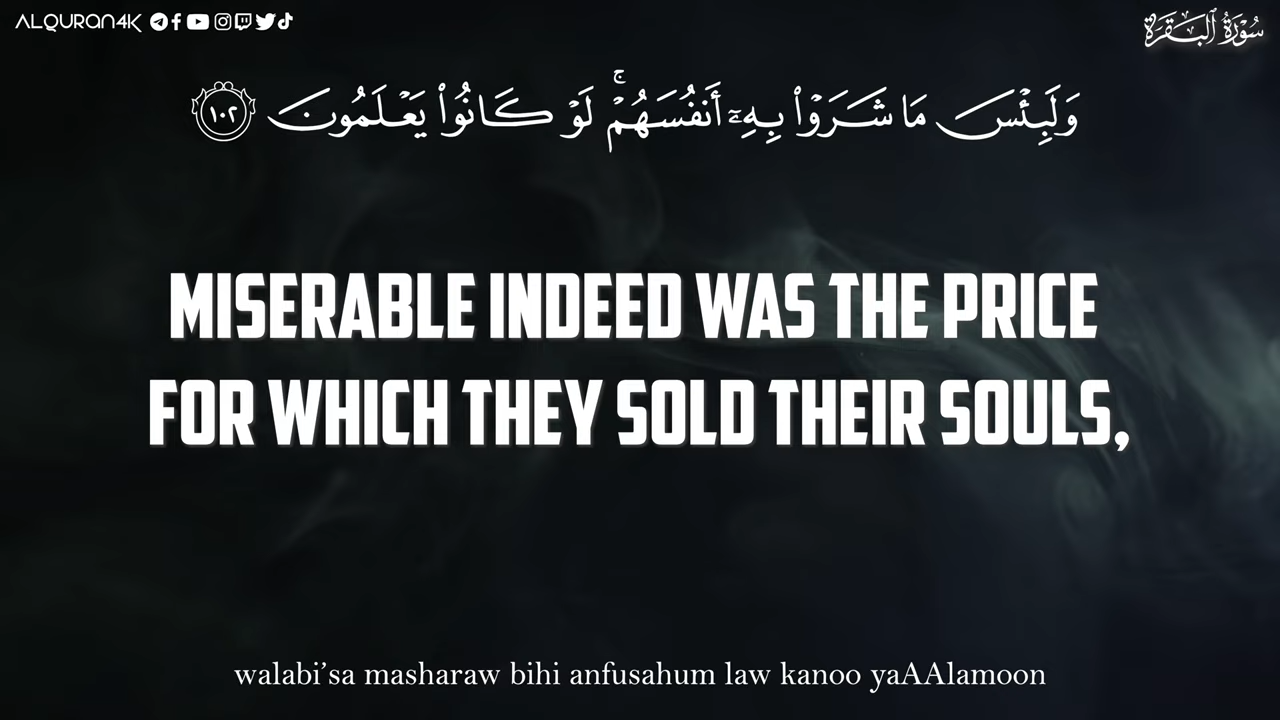 ALQURAN4K
سُورَةُ البَقَرَةِ
وَلَبِئْسَ مَا شَرَوْا۟ بِهِۦٓ أَنفُسَهُمْ ۚ لَوْ كَانُوا۟ يَعْلَمُونَ ١٠٢
MISERABLE INDEED WAS THE PRICE
FOR WHICH THEY SOLD THEIR SOULS,
walabi’sa masharaw bihi anfusahum law kanoo yaAAlamoon